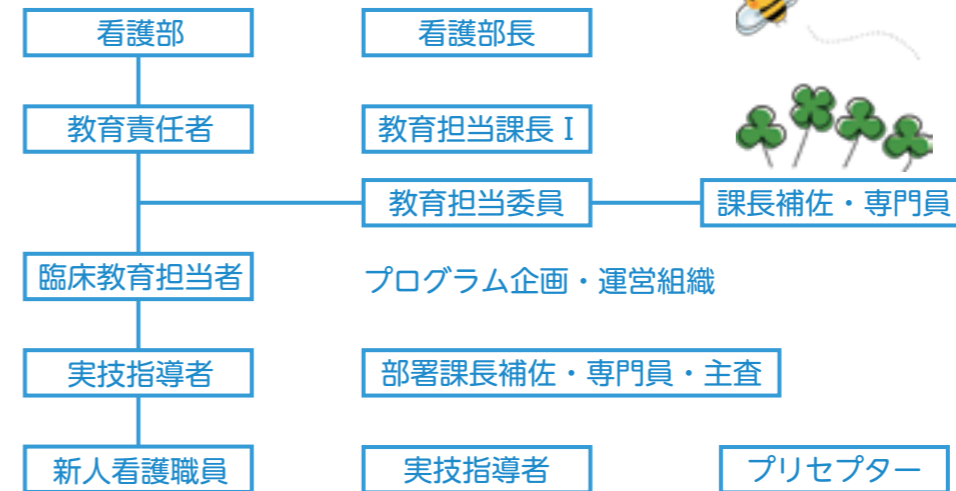 看護部
看護部長
教育責任者
教育担当課長 Ⅰ
教育担当委員
課長補佐・専門員
臨床教育担当者
プログラム企画・運営組織
実技指導者
部署課長補佐・専門員・主査
新人看護職員
実技指導者
プリセプター